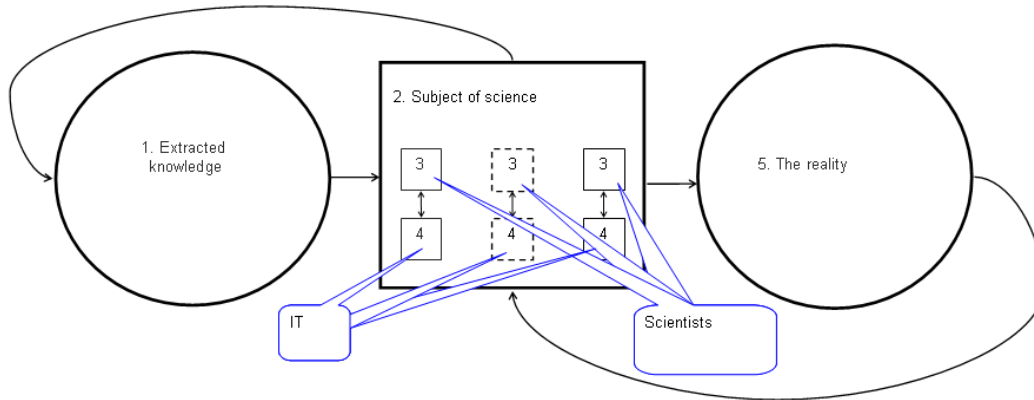 2. Subject of science
1. Extracted
knowledge
3
3
3
5. The reality
4
4
4
IT
Scientists